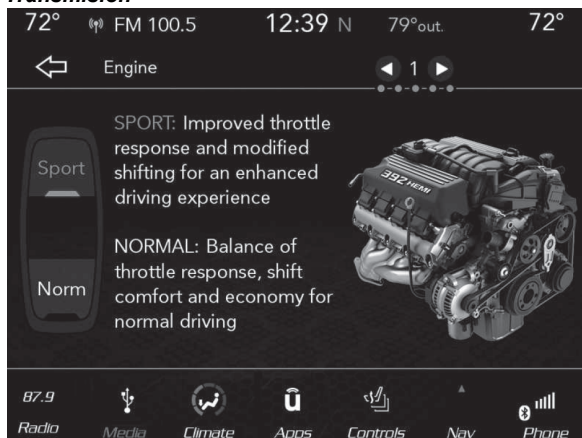 Transmision
72° FM 100.5 12:39 N 79°out. 72°
Engine 1
SPORT: Improved throttle
response and modified
shifting for an enhanced
driving experience
Sport
NORMAL: Balance of
throttle response, shift
comfort and economy for
normal driving
Norm
392 HEMI
87.9
Radio Media Climate Apps Controls Nav Phone